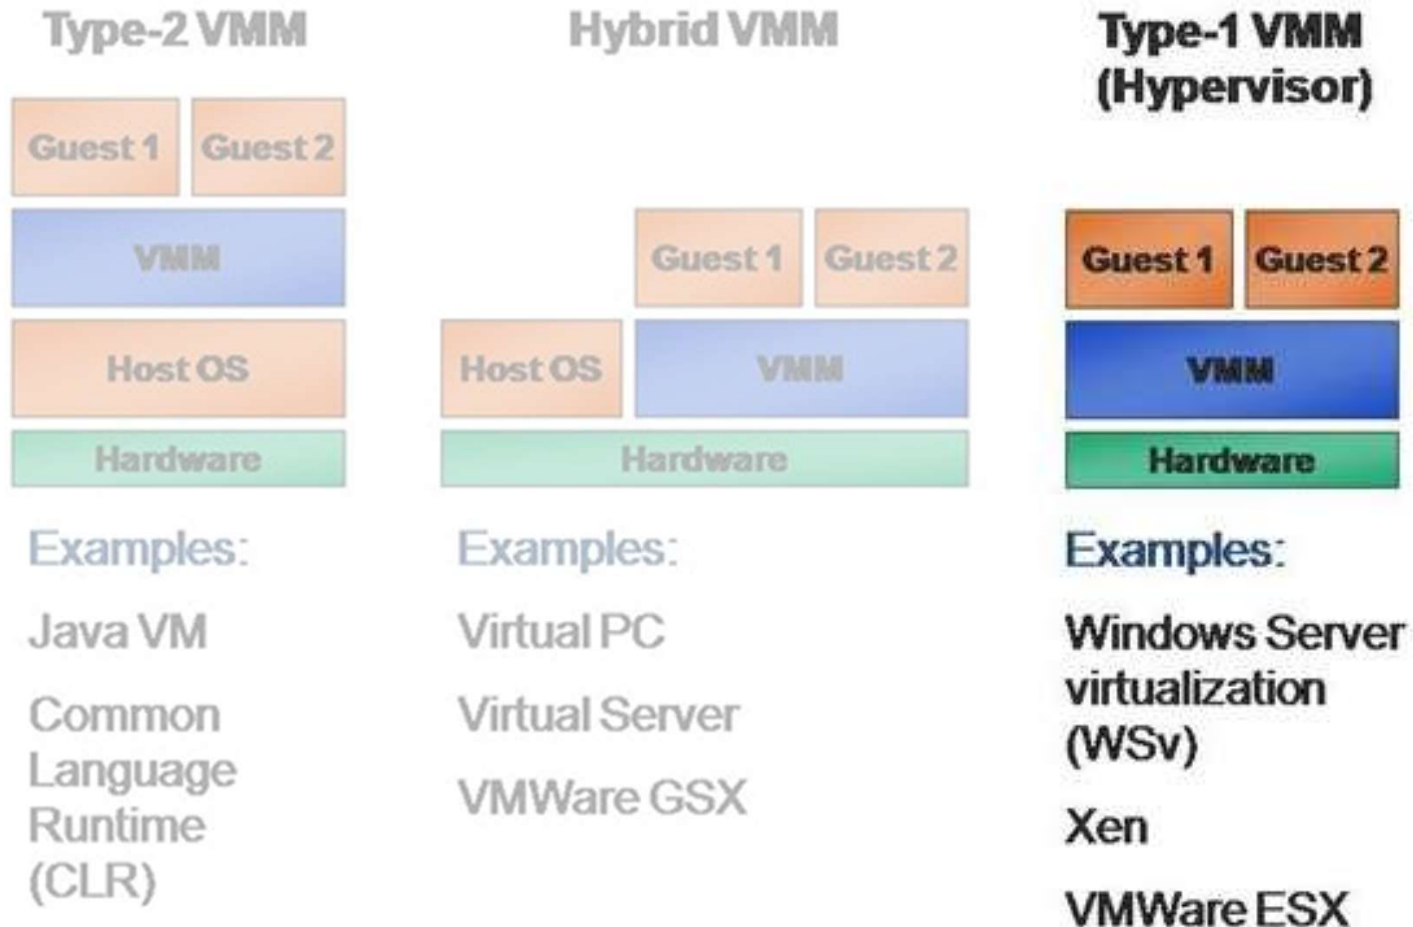 Type-2 VMM
Guest 1
Guest 2
VMM
Host OS
Hardware
Examples:
Java VM
Common
Language
Runtime
(CLR)
Hybrid VMM
Guest 1
Guest 2
Host OS
VMM
Hardware
Examples:
Virtual PC
Virtual Server
VMWare GSX
Type-1 VMM
(Hypervisor)
Guest 1
Guest 2
VMM
Hardware
Examples:
Windows Server
virtualization
(WSv)
Xen
VMWare ESX